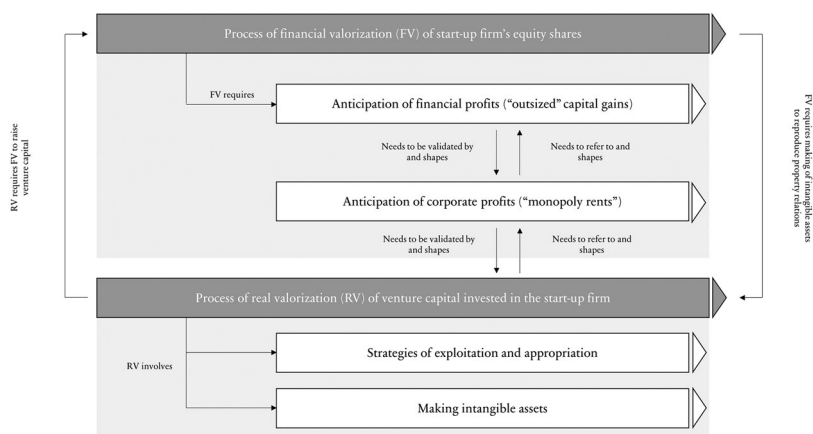 Process of financial valorization (FV) of start-up firm's equity shares
FV requires
Anticipation of financial profits ("outsized" capital gains)
Needs to be validated by
and shapes
Needs to refer to and
shapes
Anticipation of corporate profits ("monopoly rents")
Needs to be validated by
and shapes
Needs to refer to and
shapes
RV requires FV to raise
venture capital
FV requires making of intangible assets
to reproduce property relations
Process of real valorization (RV) of venture capital invested in the start-up firm
RV involves
Strategies of exploitation and appropriation
Making intangible assets